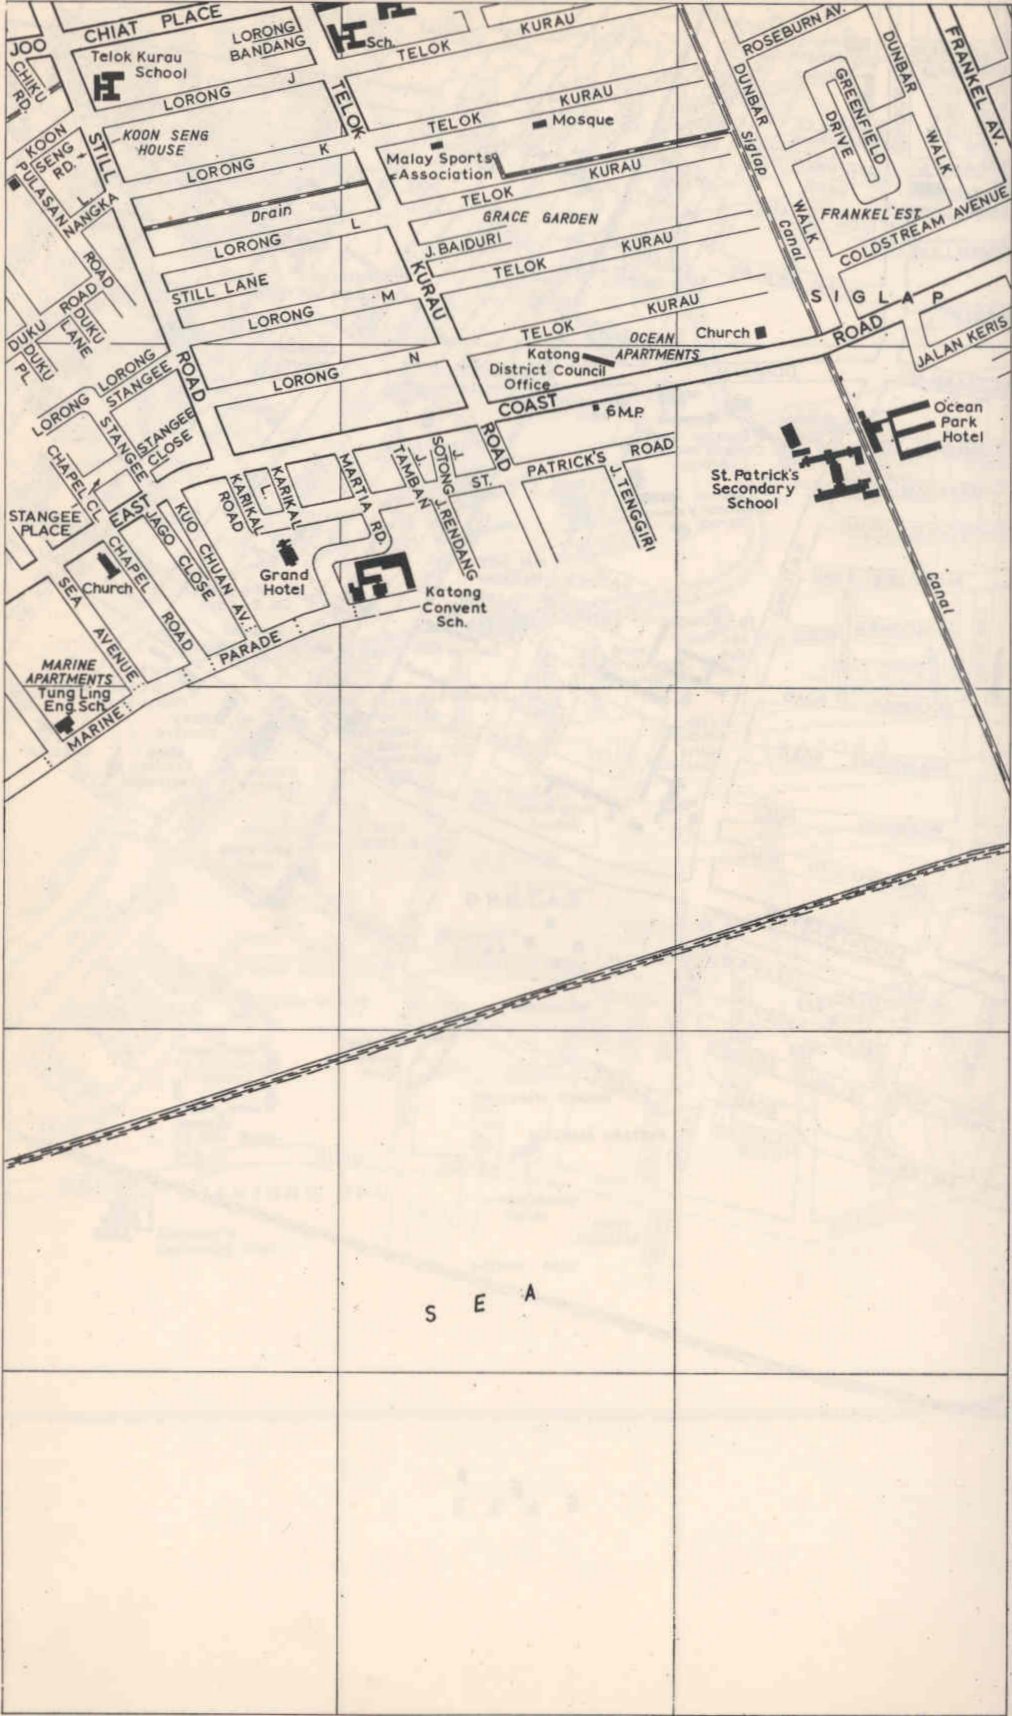 JOO CHIAT PLACE
LORONG
BANDANG
Sch.
TELOK KURAU
ROSEBURN AV.
DUNBAR WALK
FRANKEL AV.
CHIKU
RD.
Telok Kurau
School
LORONG J
TELOK KURAU ROAD
TELOK KURAU
Mosque
DUNBAR WALK
GREENFIELD
DRIVE
KOON
SENG
RD.
STILL ROAD
KOON SENG
HOUSE
LORONG K
Malay Sports
Association
TELOK KURAU
Siglap Canal
PULASAN ROAD
L. NANGKA
Drain
GRACE GARDEN
FRANKEL EST.
COLDSTREAM AVENUE
LORONG L
J. BAIDURI
TELOK KURAU
STILL LANE
DUKU ROAD
DUKU
LANE
DUKU
PL.
LORONG M
TELOK KURAU
SIGLAP
OCEAN
APARTMENTS
Church
JALAN KERIS
LORONG N
Katong
District Council
Office
EAST COAST ROAD
6 M.P.
LORONG STANGEE
LORONG STANGEE
STANGEE
CLOSE
Ocean
Park
Hotel
CHAPEL CL.
KARIKAL
ROAD
L.
KARIKAL
MARTIA RD.
J.
TAMBAN
J.
SOTONG
J. RENDANG
ST. PATRICK'S ROAD
J. TENGGIRI
St. Patrick's
Secondary
School
STANGEE
PLACE
JAGO CLOSE
KUO CHUAN AV.
CHAPEL ROAD
Church
Grand
Hotel
Katong
Convent
Sch.
Canal
SEA AVENUE
MARINE PARADE
MARINE
APARTMENTS
Tung Ling
Eng. Sch.
SEA